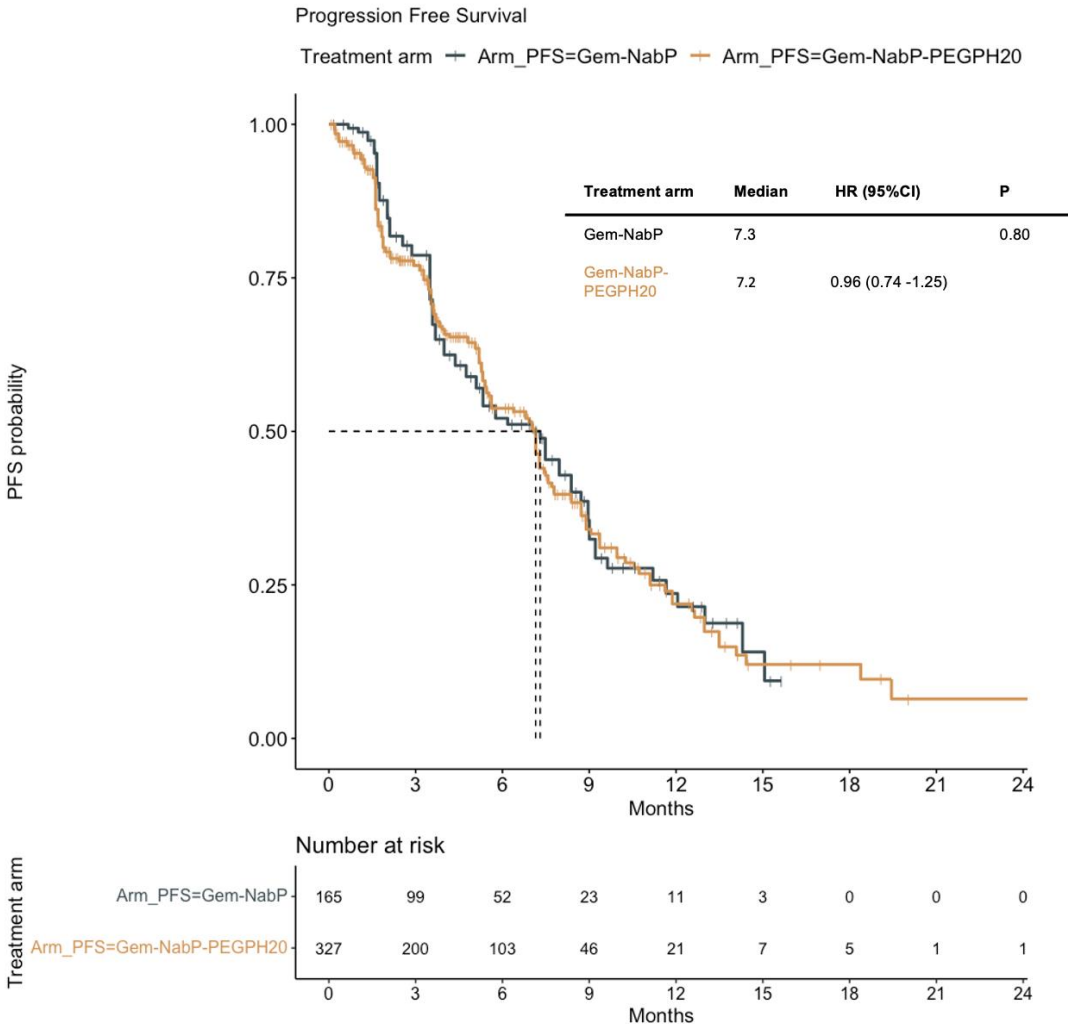 Progression Free Survival
Treatment arm Arm_PFS=Gem-NabP Arm_PFS=Gem-NabP-PEGPH20
PFS probability
1.00
0.75
0.50
0.25
0.00
Treatment arm Median HR (95%CI) P
Gem-NabP 7.3 0.80
Gem-NabP-
PEGPH20 7.2 0.96 (0.74 -1.25)
0 3 6 9 12 15 18 21 24
Months
Number at risk
Treatment arm
Arm_PFS=Gem-NabP 165 99 52 23 11 3 0 0 0
Arm_PFS=Gem-NabP-PEGPH20 327 200 103 46 21 7 5 1 1
0 3 6 9 12 15 18 21 24
Months